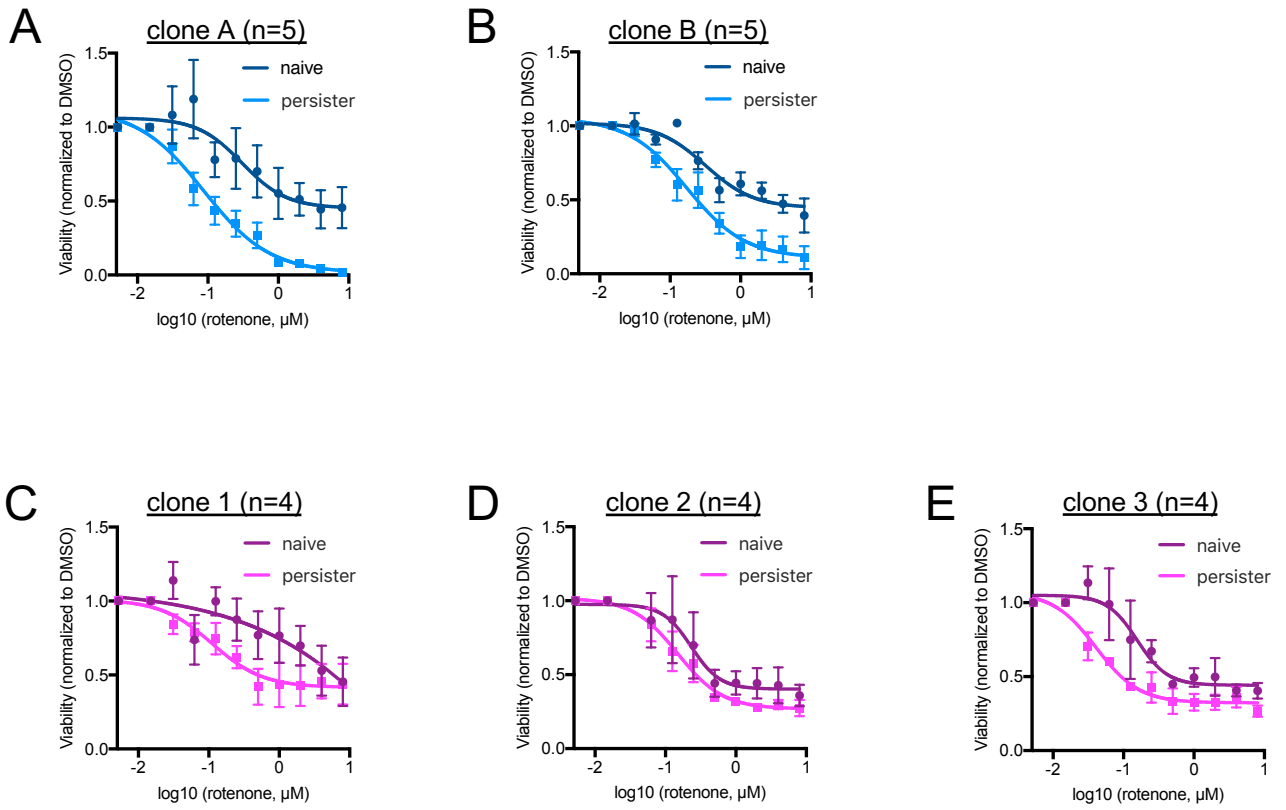 A
clone A (n=5)
Viability (normalized to DMSO)
1.5
1.0
0.5
0.0
naive
persister
-2 -1 0 1
log10 (rotenone, µM)
B
clone B (n=5)
Viability (normalized to DMSO)
1.5
1.0
0.5
0.0
naive
persister
-2 -1 0 1
log10 (rotenone, µM)
C
clone 1 (n=4)
Viability (normalized to DMSO)
1.5
1.0
0.5
0.0
naive
persister
-2 -1 0 1
log10 (rotenone, µM)
D
clone 2 (n=4)
Viability (normalized to DMSO)
1.5
1.0
0.5
0.0
naive
persister
-2 -1 0 1
log10 (rotenone, µM)
E
clone 3 (n=4)
Viability (normalized to DMSO)
1.5
1.0
0.5
0.0
naive
persister
-2 -1 0 1
log10 (rotenone, µM)